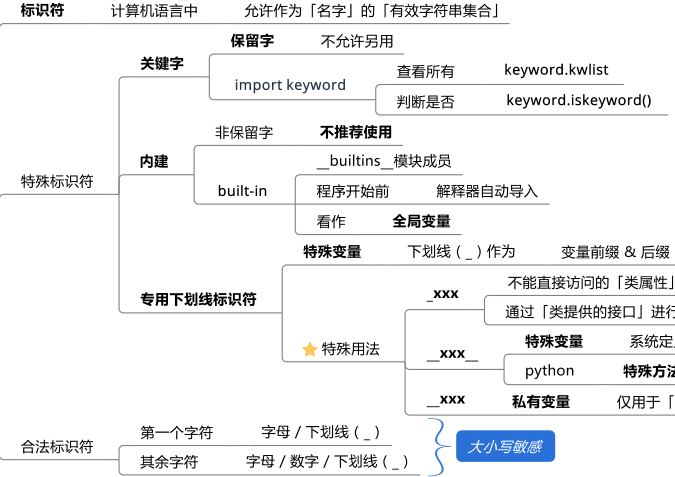 标识符 计算机语言中 允许作为「名字」的「有效字符串集合」
保留字 不允许另用
关键字
import keyword
查看所有 keyword.kwlist
判断是否 keyword.iskeyword()
特殊标识符
非保留字 不推荐使用
内建
__builtins__模块成员
built-in
程序开始前 解释器自动导入
看作 全局变量
特殊变量 下划线 ( _ ) 作为 变量前缀 & 后缀
专用下划线标识符
_xxx
不能直接访问的「类属性」
通过「类提供的接口」进行
特殊用法
__xxx__
特殊变量 系统定
python 特殊方法
__xxx 私有变量 仅用于「
合法标识符
第一个字符 字母 / 下划线 ( _ )
其余字符 字母 / 数字 / 下划线 ( _ )
大小写敏感